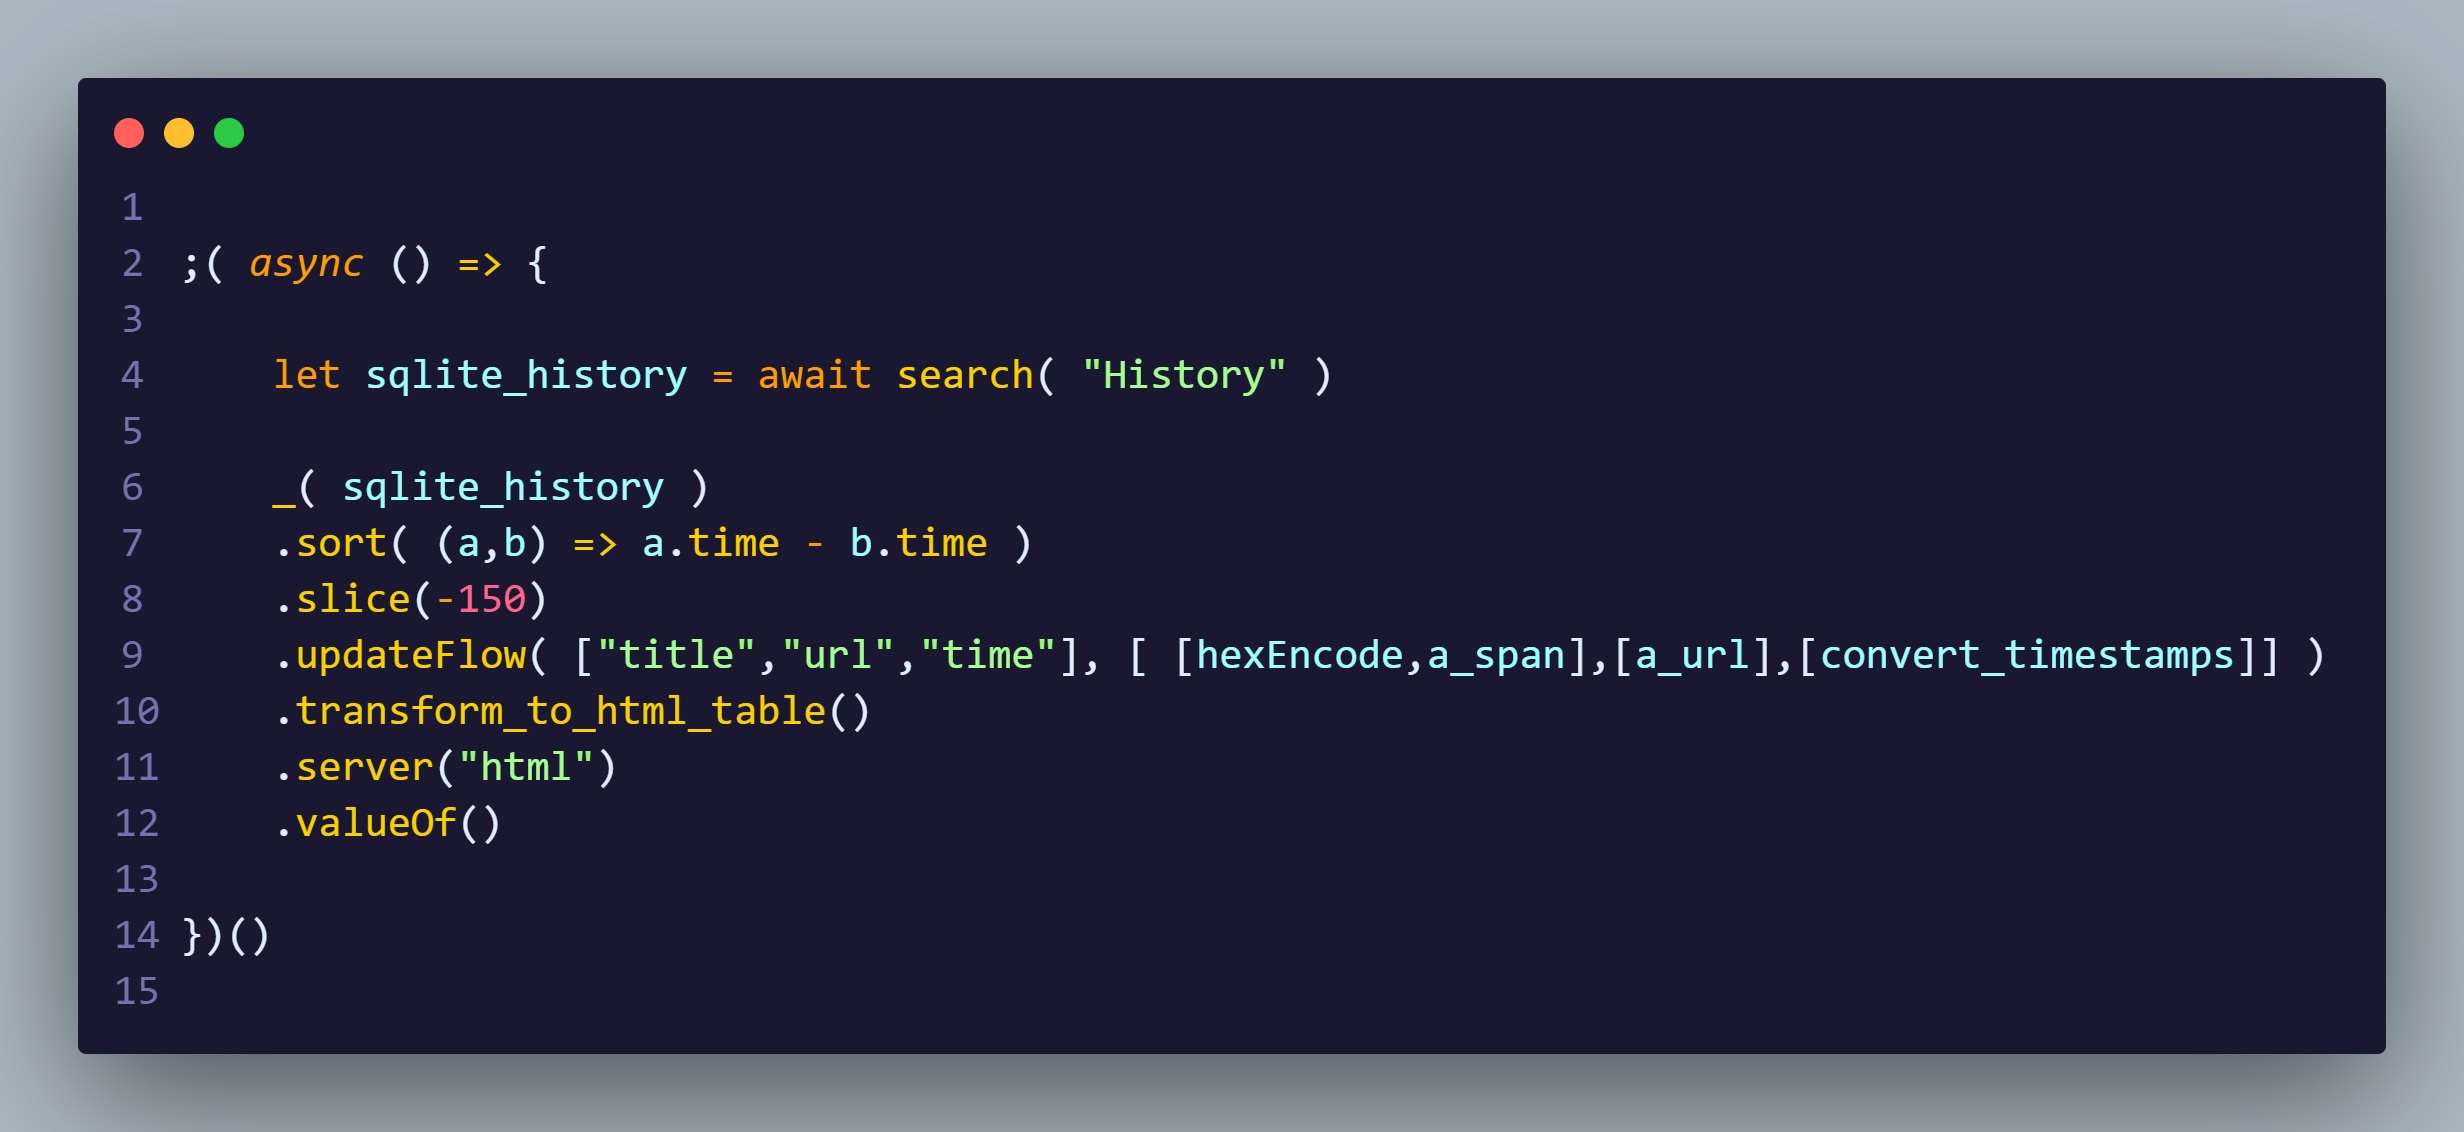 1
2 ;( async () => {
3
4     let sqlite_history = await search( "History" )
5
6     _( sqlite_history )
7     .sort( (a,b) => a.time - b.time )
8     .slice(-150)
9     .updateFlow( ["title","url","time"], [ [hexEncode,a_span],[a_url],[convert_timestamps]] )
10     .transform_to_html_table()
11     .server("html")
12     .valueOf()
13
14 })()
15